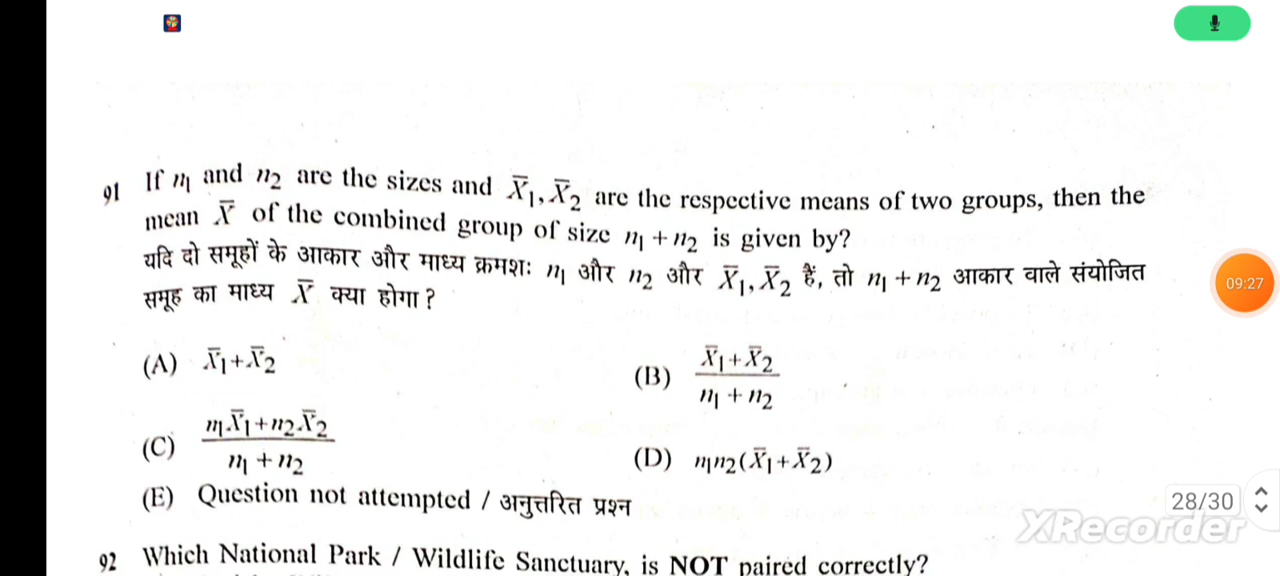 91 If n₁ and n₂ are the sizes and X̅₁, X̅₂ are the respective means of two groups, then the
mean X̅ of the combined group of size n₁ + n₂ is given by?
यदि दो समूहों के आकार और माध्य क्रमशः n₁ और n₂ और X̅₁, X̅₂ हैं, तो n₁ + n₂ आकार वाले संयोजित
समूह का माध्य X̅ क्या होगा ?
(A) X̅₁ + X̅₂
(B) (X̅₁ + X̅₂) / (n₁ + n₂)
(C) (n₁X̅₁ + n₂X̅₂) / (n₁ + n₂)
(D) n₁n₂(X̅₁ + X̅₂)
(E) Question not attempted / अनुत्तरित प्रश्न
92 Which National Park / Wildlife Sanctuary, is NOT paired correctly?
09:27
28/30
XRecorder